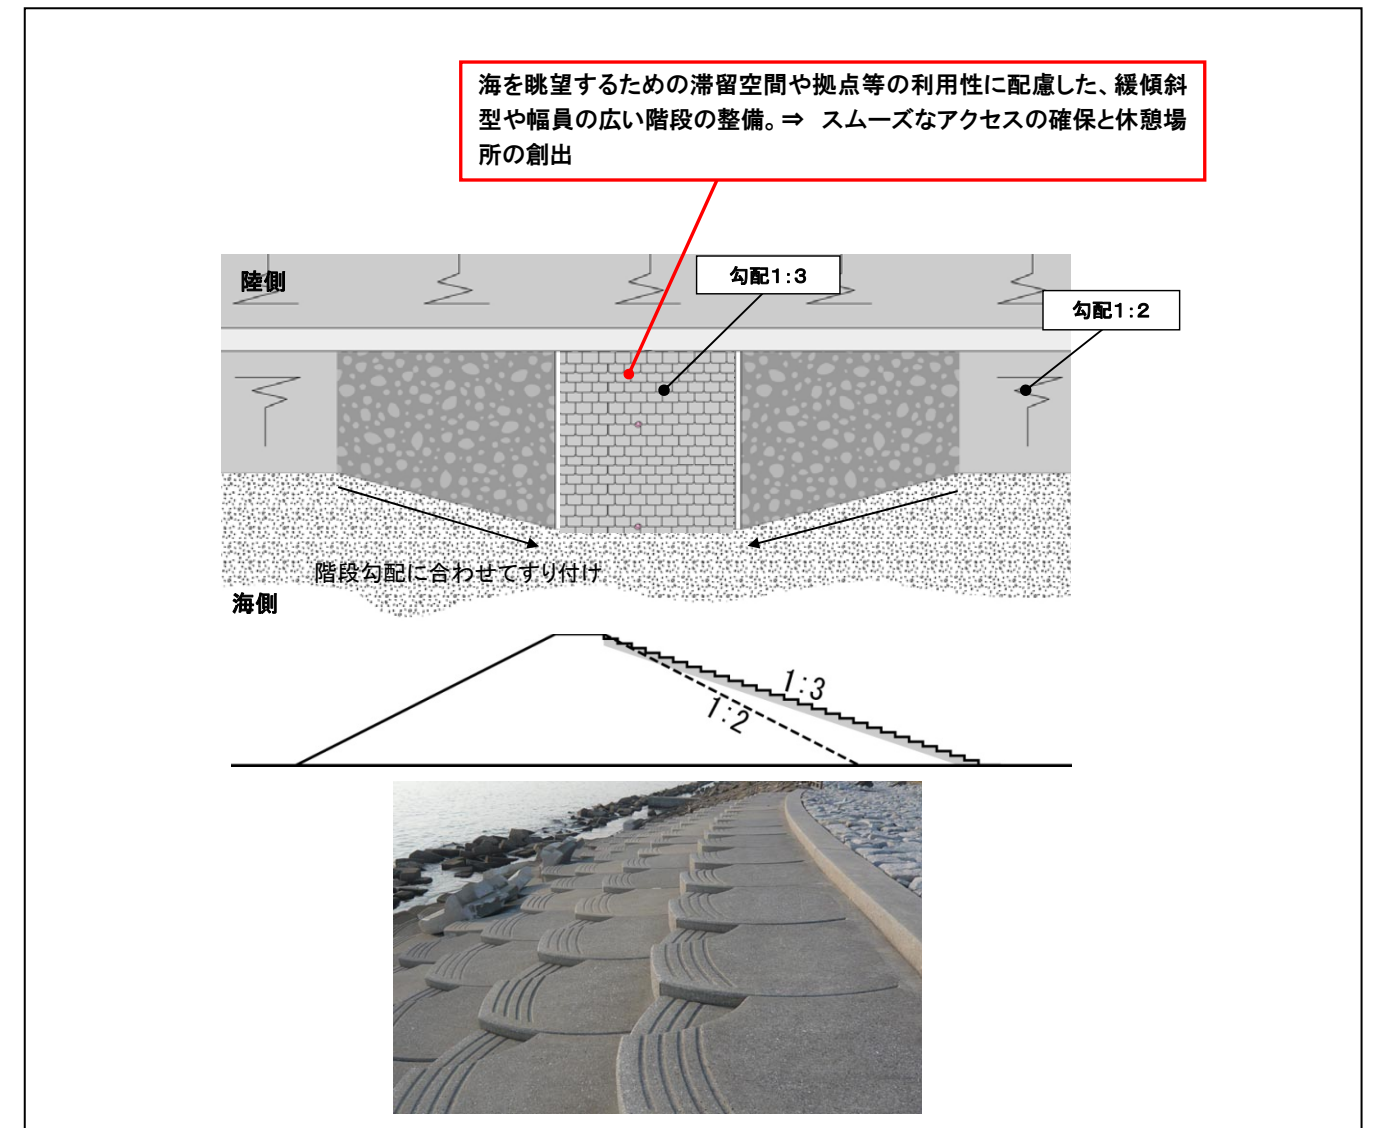 海を眺望するための滞留空間や拠点等の利用性に配慮した、緩傾斜
型や幅員の広い階段の整備。⇒　スムーズなアクセスの確保と休憩場
所の創出
陸側
勾配1：3
勾配1：2
階段勾配に合わせてすり付け
海側
1:3
1:2